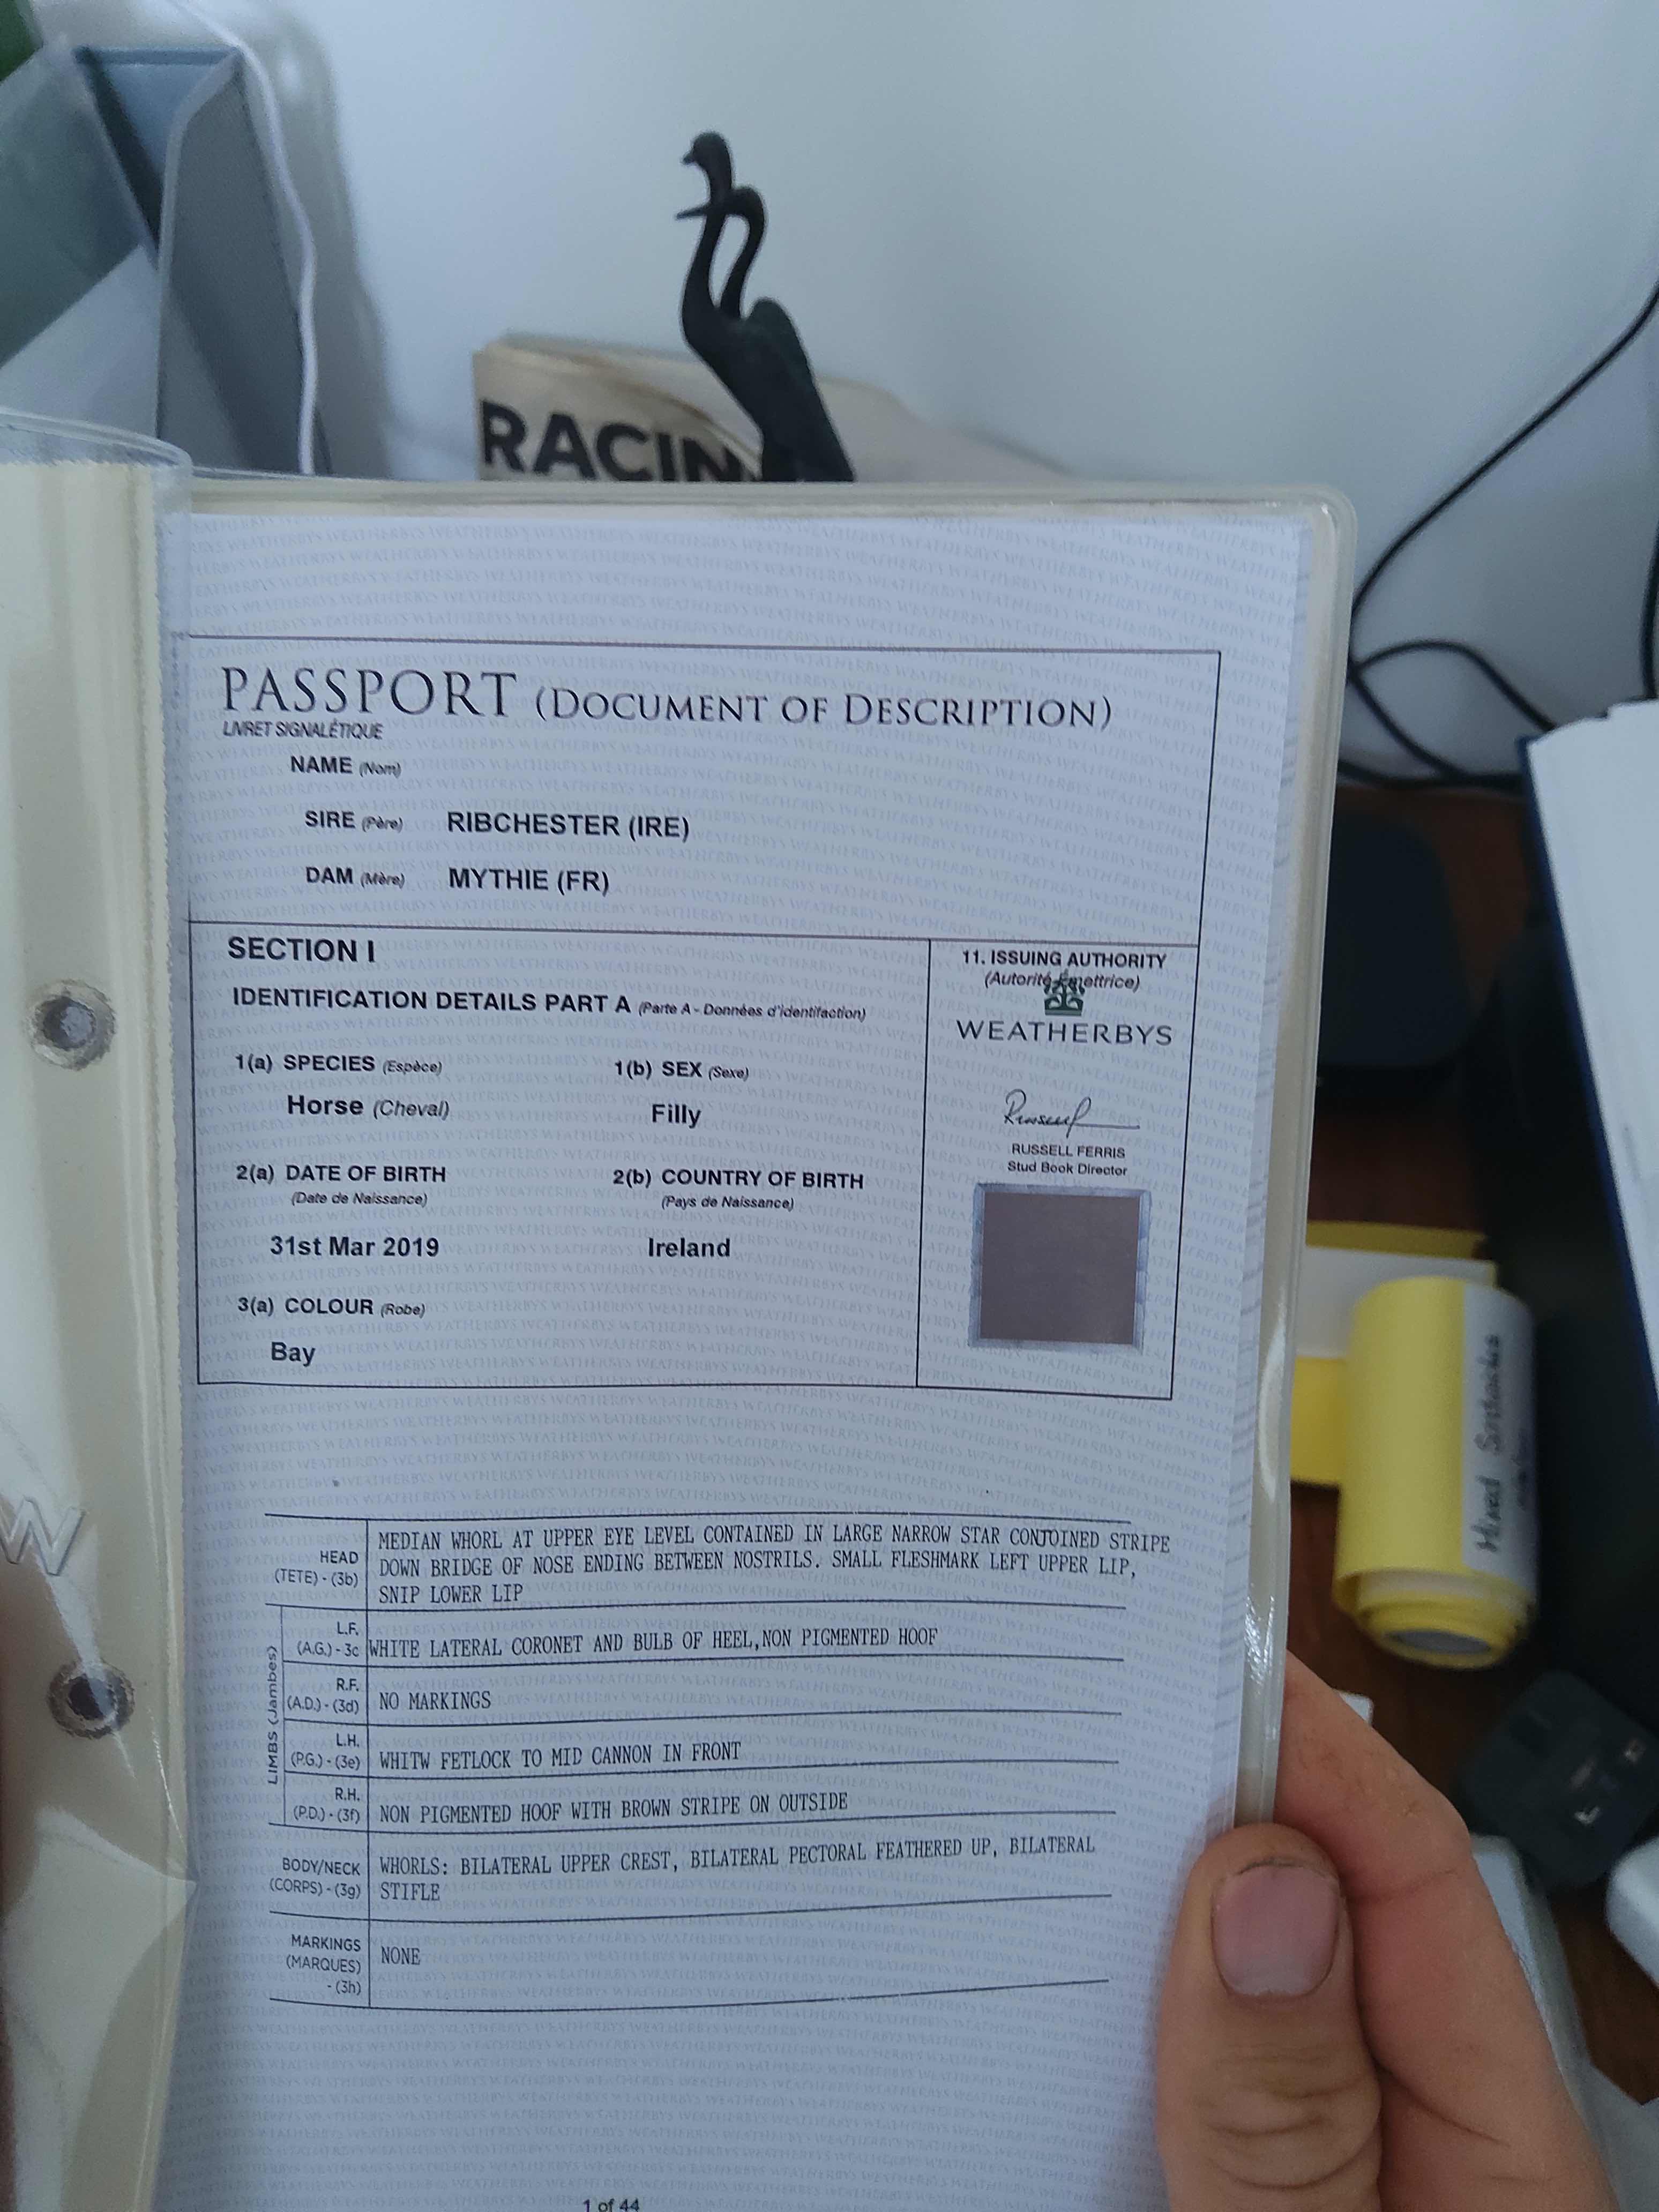 RACIN
PASSPORT (DOCUMENT OF DESCRIPTION)
LIVRET SIGNALÉTIQUE
NAME (Nom)
SIRE (Père) RIBCHESTER (IRE)
DAM (Mère) MYTHIE (FR)
SECTION I
IDENTIFICATION DETAILS PART A (Parte A - Données d'identifaction)
1(a) SPECIES (Espèce) 1(b) SEX (Sexe)
Horse (Cheval) Filly
2(a) DATE OF BIRTH 2(b) COUNTRY OF BIRTH
(Date de Naissance) (Pays de Naissance)
31st Mar 2019 Ireland
3(a) COLOUR (Robe)
Bay
11. ISSUING AUTHORITY
(Autorité Émettrice)
WEATHERBYS
RUSSELL FERRIS
Stud Book Director
HEAD
(TETE) - (3b)
MEDIAN WHORL AT UPPER EYE LEVEL CONTAINED IN LARGE NARROW STAR CONJOINED STRIPE
DOWN BRIDGE OF NOSE ENDING BETWEEN NOSTRILS. SMALL FLESHMARK LEFT UPPER LIP,
SNIP LOWER LIP
LIMBS (Jambes)
L.F.
(A.G.) - 3c WHITE LATERAL CORONET AND BULB OF HEEL,NON PIGMENTED HOOF
R.F.
(A.D.) - (3d) NO MARKINGS
L.H.
(P.G.) - (3e) WHITW FETLOCK TO MID CANNON IN FRONT
R.H.
(P.D.) - (3f) NON PIGMENTED HOOF WITH BROWN STRIPE ON OUTSIDE
BODY/NECK
(CORPS) - (3g)
WHORLS: BILATERAL UPPER CREST, BILATERAL PECTORAL FEATHERED UP, BILATERAL
STIFLE
MARKINGS
(MARQUES)
- (3h)
NONE
1 of 44
W